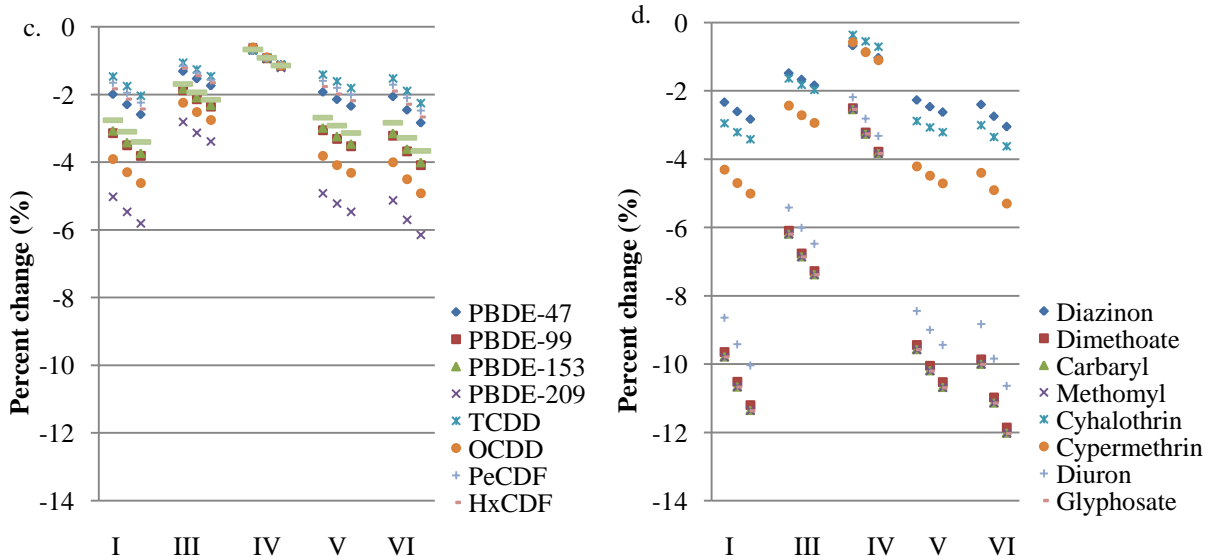 c.
Percent change (%)
0
-2
-4
-6
-8
-10
-12
-14
I III IV V VI
PBDE-47
PBDE-99
PBDE-153
PBDE-209
TCDD
OCDD
PeCDF
HxCDF
d.
Percent change (%)
0
-2
-4
-6
-8
-10
-12
-14
I III IV V VI
Diazinon
Dimethoate
Carbaryl
Methomyl
Cyhalothrin
Cypermethrin
Diuron
Glyphosate